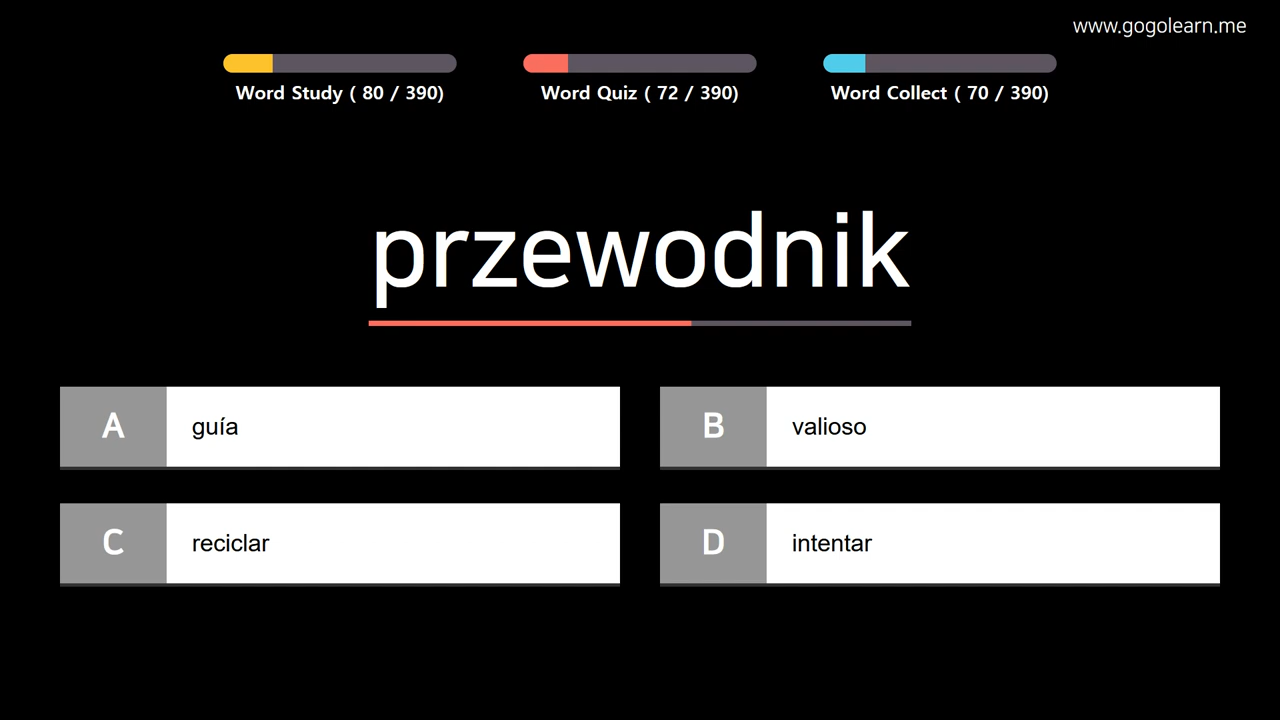 www.gogolearn.me
Word Study ( 80 / 390)
Word Quiz ( 72 / 390)
Word Collect ( 70 / 390)
przewodnik
A guía
B valioso
C reciclar
D intentar